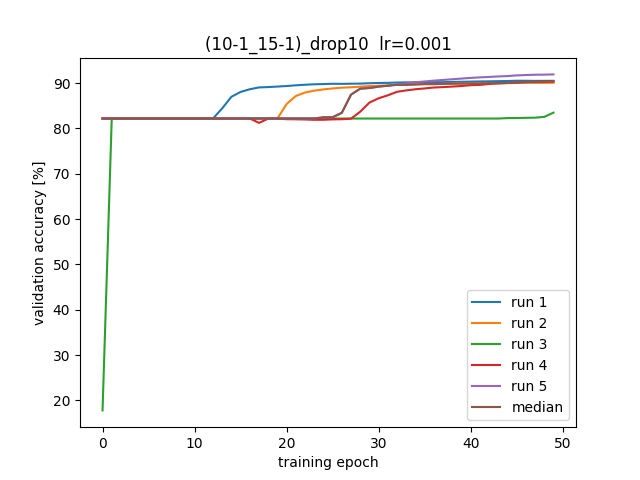 (10-1_15-1)_drop10  lr=0.001
validation accuracy [%]
90
80
70
60
50
40
30
20
0
10
20
30
40
50
training epoch
run 1
run 2
run 3
run 4
run 5
median